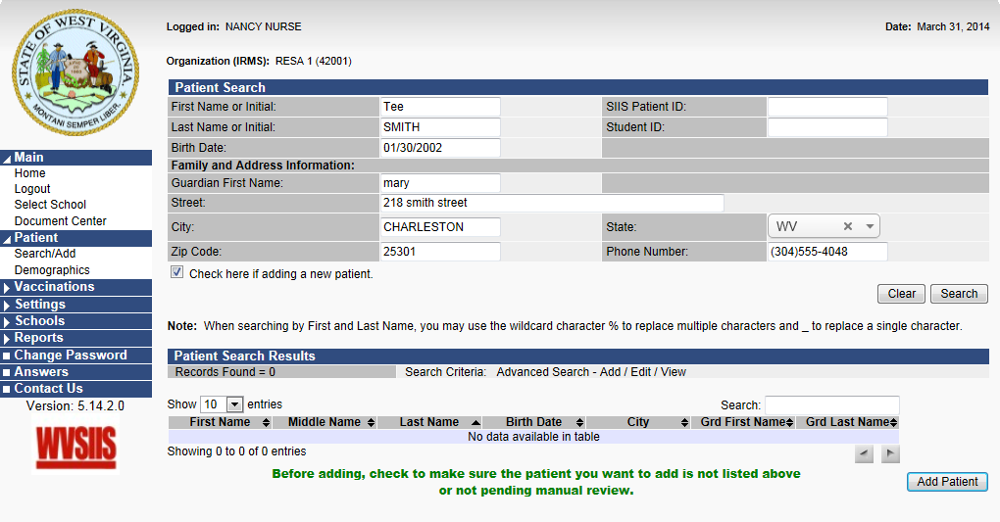 STATE OF WEST VIRGINIA
MONTANI SEMPER LIBERI
Logged in: NANCY NURSE
Date: March 31, 2014
Organization (IRMS): RESA 1 (42001)
Main
Home
Logout
Select School
Document Center
Patient
Search/Add
Demographics
Vaccinations
Settings
Schools
Reports
Change Password
Answers
Contact Us
Version: 5.14.2.0
WVSIIS
Patient Search
First Name or Initial: Tee SIIS Patient ID:
Last Name or Initial: SMITH Student ID:
Birth Date: 01/30/2002
Family and Address Information:
Guardian First Name: mary
Street: 218 smith street
City: CHARLESTON State: WV
Zip Code: 25301 Phone Number: (304)555-4048
Check here if adding a new patient.
Clear Search
Note: When searching by First and Last Name, you may use the wildcard character % to replace multiple characters and _ to replace a single character.
Patient Search Results
Records Found = 0 Search Criteria: Advanced Search - Add / Edit / View
Show 10 entries Search:
First Name Middle Name Last Name Birth Date City Grd First Name Grd Last Name
No data available in table
Showing 0 to 0 of 0 entries
Before adding, check to make sure the patient you want to add is not listed above
or not pending manual review.
Add Patient